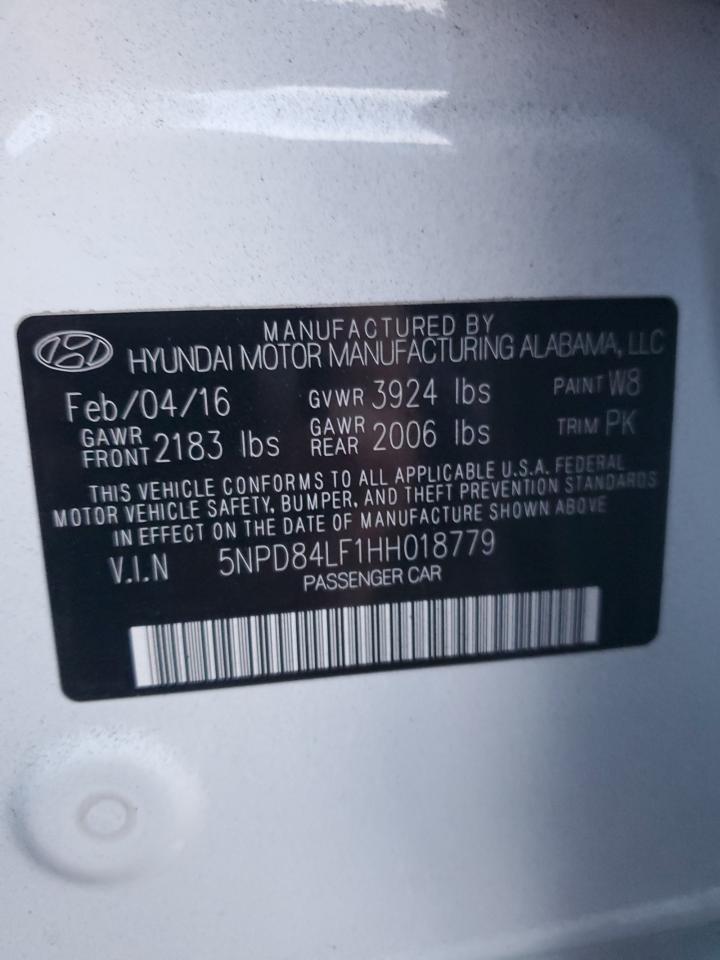 MANUFACTURED BY
HYUNDAI MOTOR MANUFACTURING ALABAMA, LLC
Feb/04/16 GVWR 3924 lbs PAINT W8
GAWR FRONT 2183 lbs GAWR REAR 2006 lbs TRIM PK
THIS VEHICLE CONFORMS TO ALL APPLICABLE U.S.A. FEDERAL
MOTOR VEHICLE SAFETY, BUMPER, AND THEFT PREVENTION STANDARDS
IN EFFECT ON THE DATE OF MANUFACTURE SHOWN ABOVE
V.I.N 5NPD84LF1HH018779
PASSENGER CAR